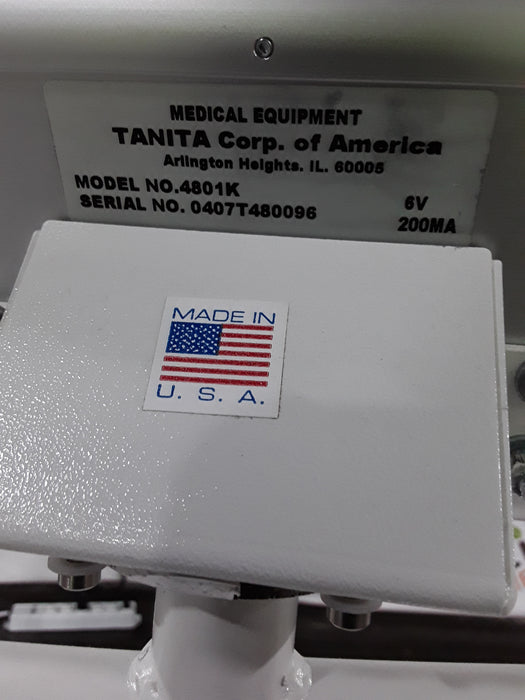 MEDICAL EQUIPMENT
TANITA Corp. of America
Arlington Heights. IL. 60005
MODEL NO.4801K
6V
SERIAL NO. 0407T480096
200MA
MADE IN
U. S. A.